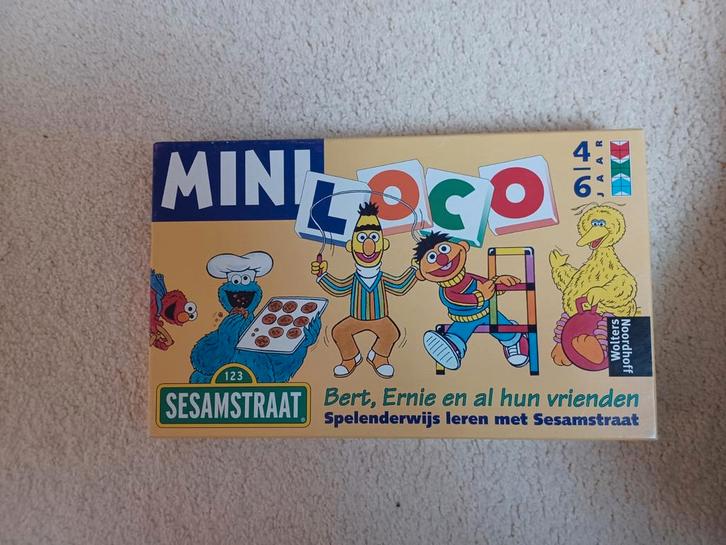 MINI LOCO
4
6
JAAR
Wolters
Noordhoff
123
SESAMSTRAAT
Bert, Ernie en al hun vrienden
Spelenderwijs leren met Sesamstraat